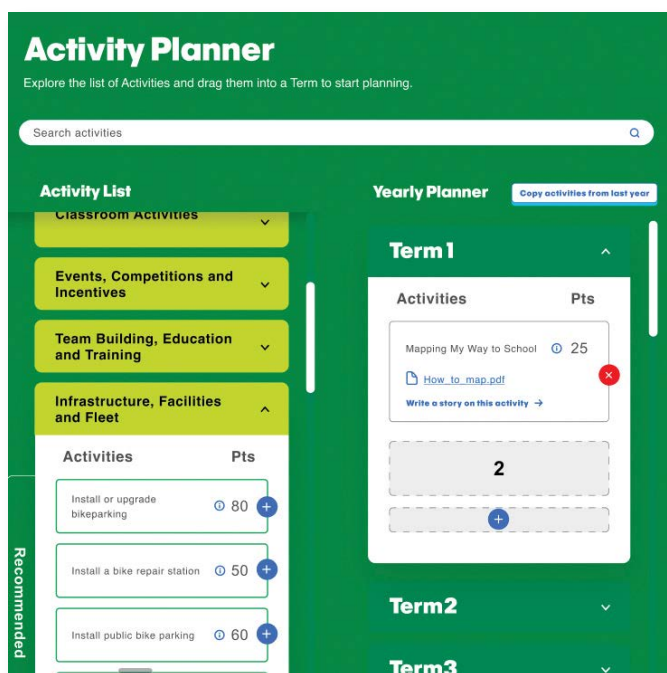 Activity Planner
Explore the list of Activities and drag them into a Term to start planning.
Search activities
Activity List
Classroom Activities
Events, Competitions and
Incentives
Team Building, Education
and Training
Infrastructure, Facilities
and Fleet
Activities Pts
Install or upgrade
bikeparking
80
Install a bike repair station 50
Install public bike parking 60
Recommended
Yearly Planner
Copy activities from last year
Term 1
Activities Pts
Mapping My Way to School 25
How_to_map.pdf
Write a story on this activity →
2
Term2
Term3